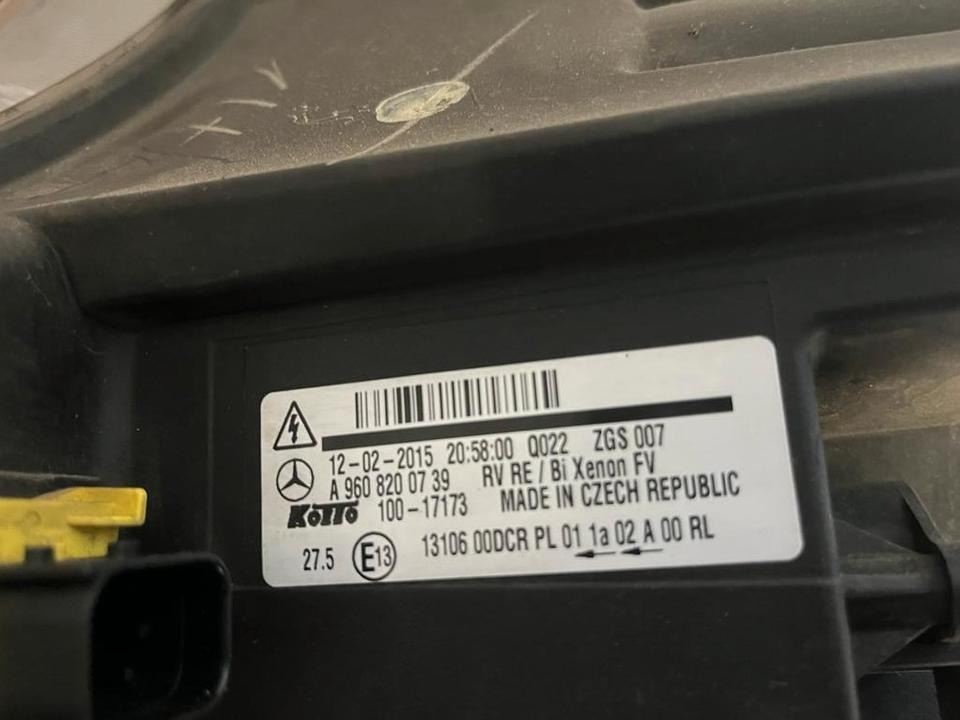 12-02-2015 20:58:00 Q022 ZGS 007
A 960 820 07 39 RV RE / Bi Xenon FV
KöTTö 100-17173 MADE IN CZECH REPUBLIC
27.5 E13 13106 00DCR PL 01 1a 02 A 00 RL